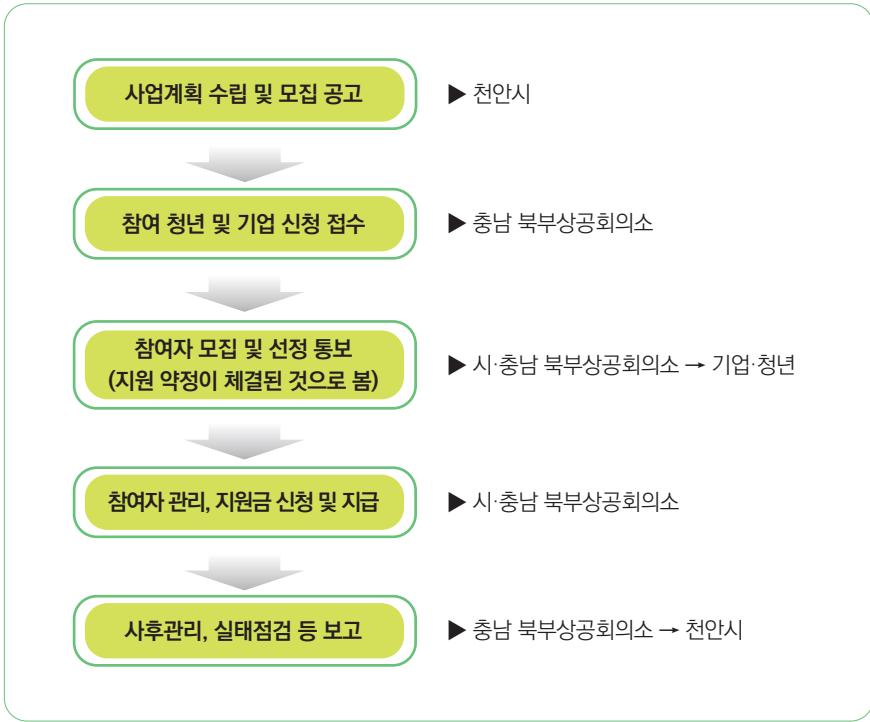 사업계획 수립 및 모집 공고
▶ 천안시
참여 청년 및 기업 신청 접수
▶ 충남 북부상공회의소
참여자 모집 및 선정 통보
(지원 약정이 체결된 것으로 봄)
▶ 시·충남 북부상공회의소 → 기업·청년
참여자 관리, 지원금 신청 및 지급
▶ 시·충남 북부상공회의소
사후관리, 실태점검 등 보고
▶ 충남 북부상공회의소 → 천안시